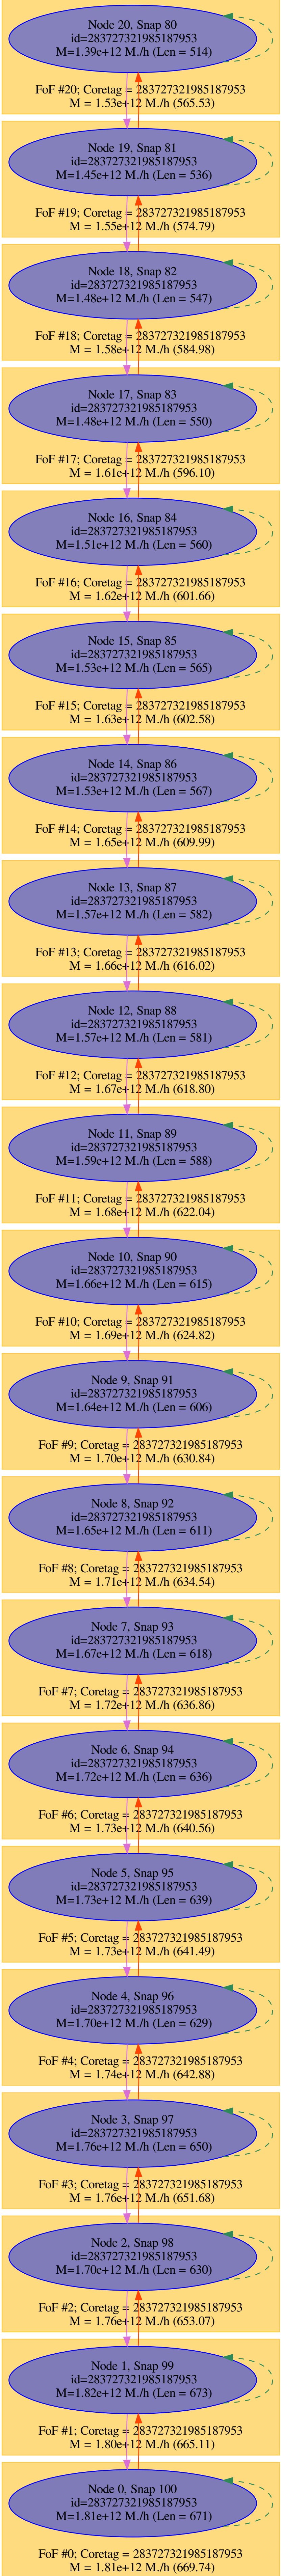 Node 20, Snap 80
id=283727321985187953
M=1.39e+12 M./h (Len = 514)
FoF #20; Coretag = 283727321985187953
M = 1.53e+12 M./h (565.53)
Node 19, Snap 81
id=283727321985187953
M=1.45e+12 M./h (Len = 536)
FoF #19; Coretag = 283727321985187953
M = 1.55e+12 M./h (574.79)
Node 18, Snap 82
id=283727321985187953
M=1.48e+12 M./h (Len = 547)
FoF #18; Coretag = 283727321985187953
M = 1.58e+12 M./h (584.98)
Node 17, Snap 83
id=283727321985187953
M=1.48e+12 M./h (Len = 550)
FoF #17; Coretag = 283727321985187953
M = 1.61e+12 M./h (596.10)
Node 16, Snap 84
id=283727321985187953
M=1.51e+12 M./h (Len = 560)
FoF #16; Coretag = 283727321985187953
M = 1.62e+12 M./h (601.66)
Node 15, Snap 85
id=283727321985187953
M=1.53e+12 M./h (Len = 565)
FoF #15; Coretag = 283727321985187953
M = 1.63e+12 M./h (602.58)
Node 14, Snap 86
id=283727321985187953
M=1.53e+12 M./h (Len = 567)
FoF #14; Coretag = 283727321985187953
M = 1.65e+12 M./h (609.99)
Node 13, Snap 87
id=283727321985187953
M=1.57e+12 M./h (Len = 582)
FoF #13; Coretag = 283727321985187953
M = 1.66e+12 M./h (616.02)
Node 12, Snap 88
id=283727321985187953
M=1.57e+12 M./h (Len = 581)
FoF #12; Coretag = 283727321985187953
M = 1.67e+12 M./h (618.80)
Node 11, Snap 89
id=283727321985187953
M=1.59e+12 M./h (Len = 588)
FoF #11; Coretag = 283727321985187953
M = 1.68e+12 M./h (622.04)
Node 10, Snap 90
id=283727321985187953
M=1.66e+12 M./h (Len = 615)
FoF #10; Coretag = 283727321985187953
M = 1.69e+12 M./h (624.82)
Node 9, Snap 91
id=283727321985187953
M=1.64e+12 M./h (Len = 606)
FoF #9; Coretag = 283727321985187953
M = 1.70e+12 M./h (630.84)
Node 8, Snap 92
id=283727321985187953
M=1.65e+12 M./h (Len = 611)
FoF #8; Coretag = 283727321985187953
M = 1.71e+12 M./h (634.54)
Node 7, Snap 93
id=283727321985187953
M=1.67e+12 M./h (Len = 618)
FoF #7; Coretag = 283727321985187953
M = 1.72e+12 M./h (636.86)
Node 6, Snap 94
id=283727321985187953
M=1.72e+12 M./h (Len = 636)
FoF #6; Coretag = 283727321985187953
M = 1.73e+12 M./h (640.56)
Node 5, Snap 95
id=283727321985187953
M=1.73e+12 M./h (Len = 639)
FoF #5; Coretag = 283727321985187953
M = 1.73e+12 M./h (641.49)
Node 4, Snap 96
id=283727321985187953
M=1.70e+12 M./h (Len = 629)
FoF #4; Coretag = 283727321985187953
M = 1.74e+12 M./h (642.88)
Node 3, Snap 97
id=283727321985187953
M=1.76e+12 M./h (Len = 650)
FoF #3; Coretag = 283727321985187953
M = 1.76e+12 M./h (651.68)
Node 2, Snap 98
id=283727321985187953
M=1.70e+12 M./h (Len = 630)
FoF #2; Coretag = 283727321985187953
M = 1.76e+12 M./h (653.07)
Node 1, Snap 99
id=283727321985187953
M=1.82e+12 M./h (Len = 673)
FoF #1; Coretag = 283727321985187953
M = 1.80e+12 M./h (665.11)
Node 0, Snap 100
id=283727321985187953
M=1.81e+12 M./h (Len = 671)
FoF #0; Coretag = 283727321985187953
M = 1.81e+12 M./h (669.74)